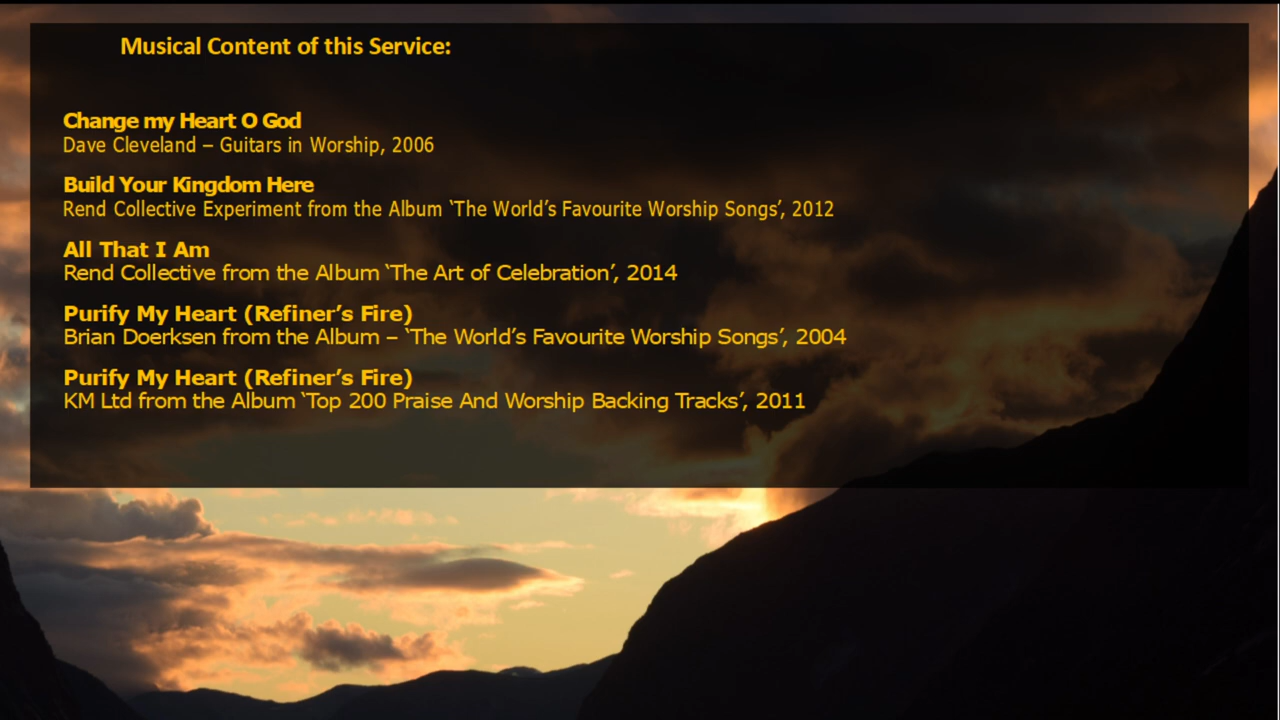 Musical Content of this Service:
Change my Heart O God
Dave Cleveland – Guitars in Worship, 2006
Build Your Kingdom Here
Rend Collective Experiment from the Album ‘The World’s Favourite Worship Songs’, 2012
All That I Am
Rend Collective from the Album ‘The Art of Celebration’, 2014
Purify My Heart (Refiner’s Fire)
Brian Doerksen from the Album – ‘The World’s Favourite Worship Songs’, 2004
Purify My Heart (Refiner’s Fire)
KM Ltd from the Album ‘Top 200 Praise And Worship Backing Tracks’, 2011